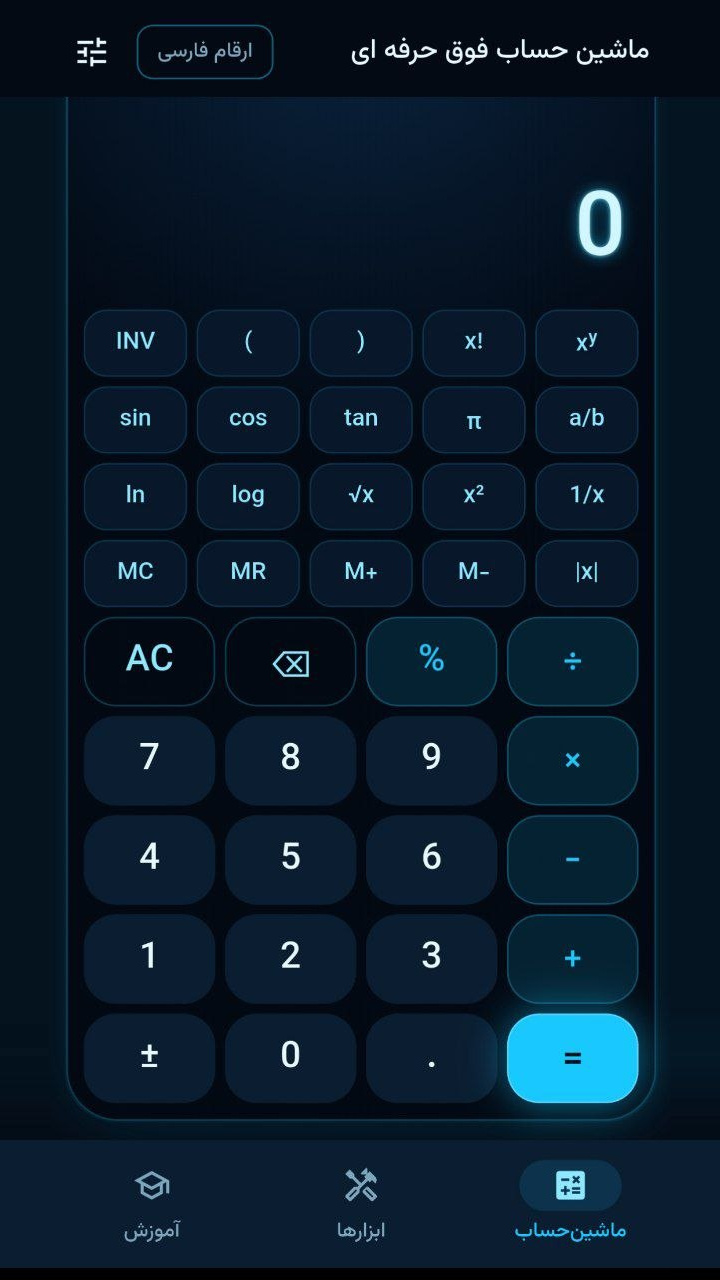 ماشین حساب فوق حرفه ای
ارقام فارسی
0
INV ( ) x! xʸ
sin cos tan π a/b
ln log √x x² 1/x
MC MR M+ M− |x|
AC % ÷
7 8 9 ×
4 5 6 −
1 2 3 +
± 0 . =
ماشین‌حساب ابزارها آموزش